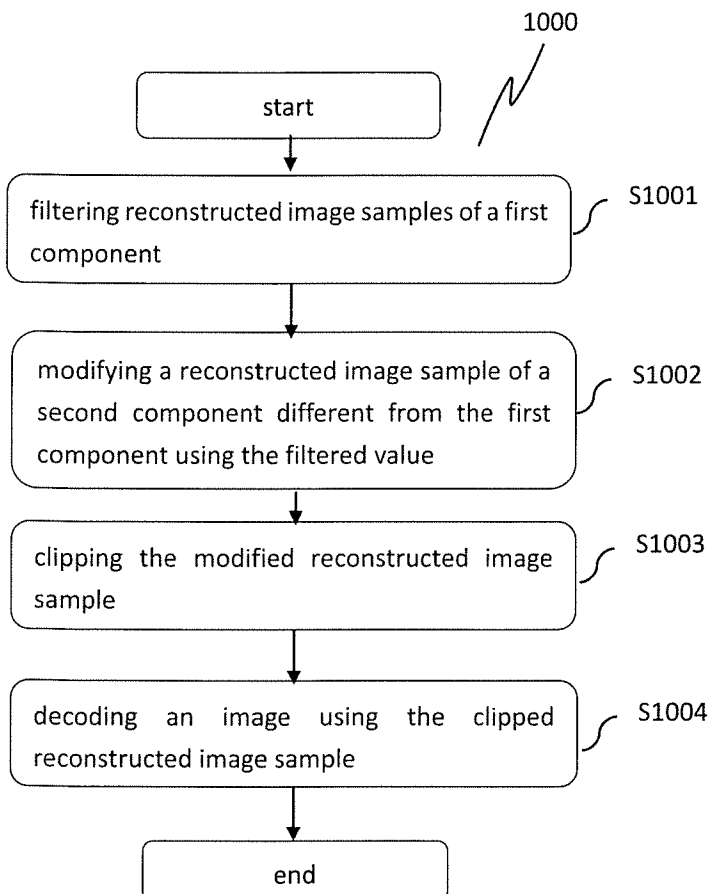 1000
start
filtering reconstructed image samples of a first
component
S1001
modifying a reconstructed image sample of a
second component different from the first
component using the filtered value
S1002
clipping the modified reconstructed image
sample
S1003
decoding an image using the clipped
reconstructed image sample
S1004
end